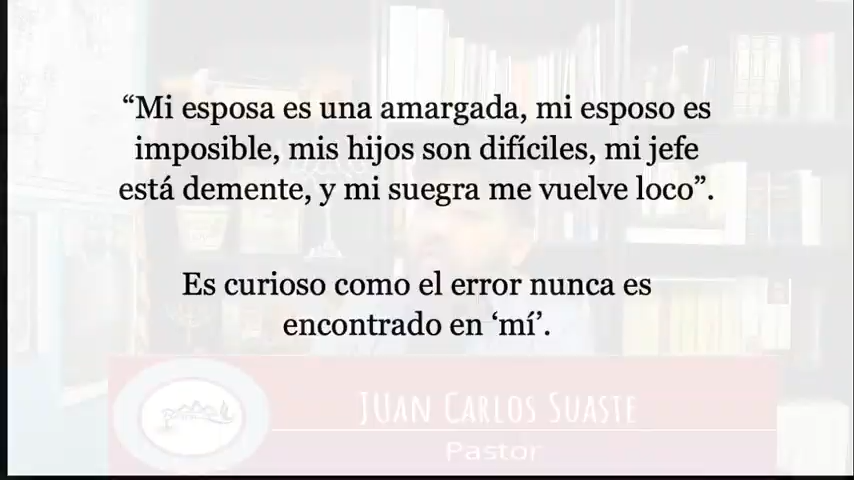 “Mi esposa es una amargada, mi esposo es
imposible, mis hijos son difíciles, mi jefe
está demente, y mi suegra me vuelve loco”.
Es curioso como el error nunca es
encontrado en ‘mí’.
JUAN CARLOS SUASTE
Pastor